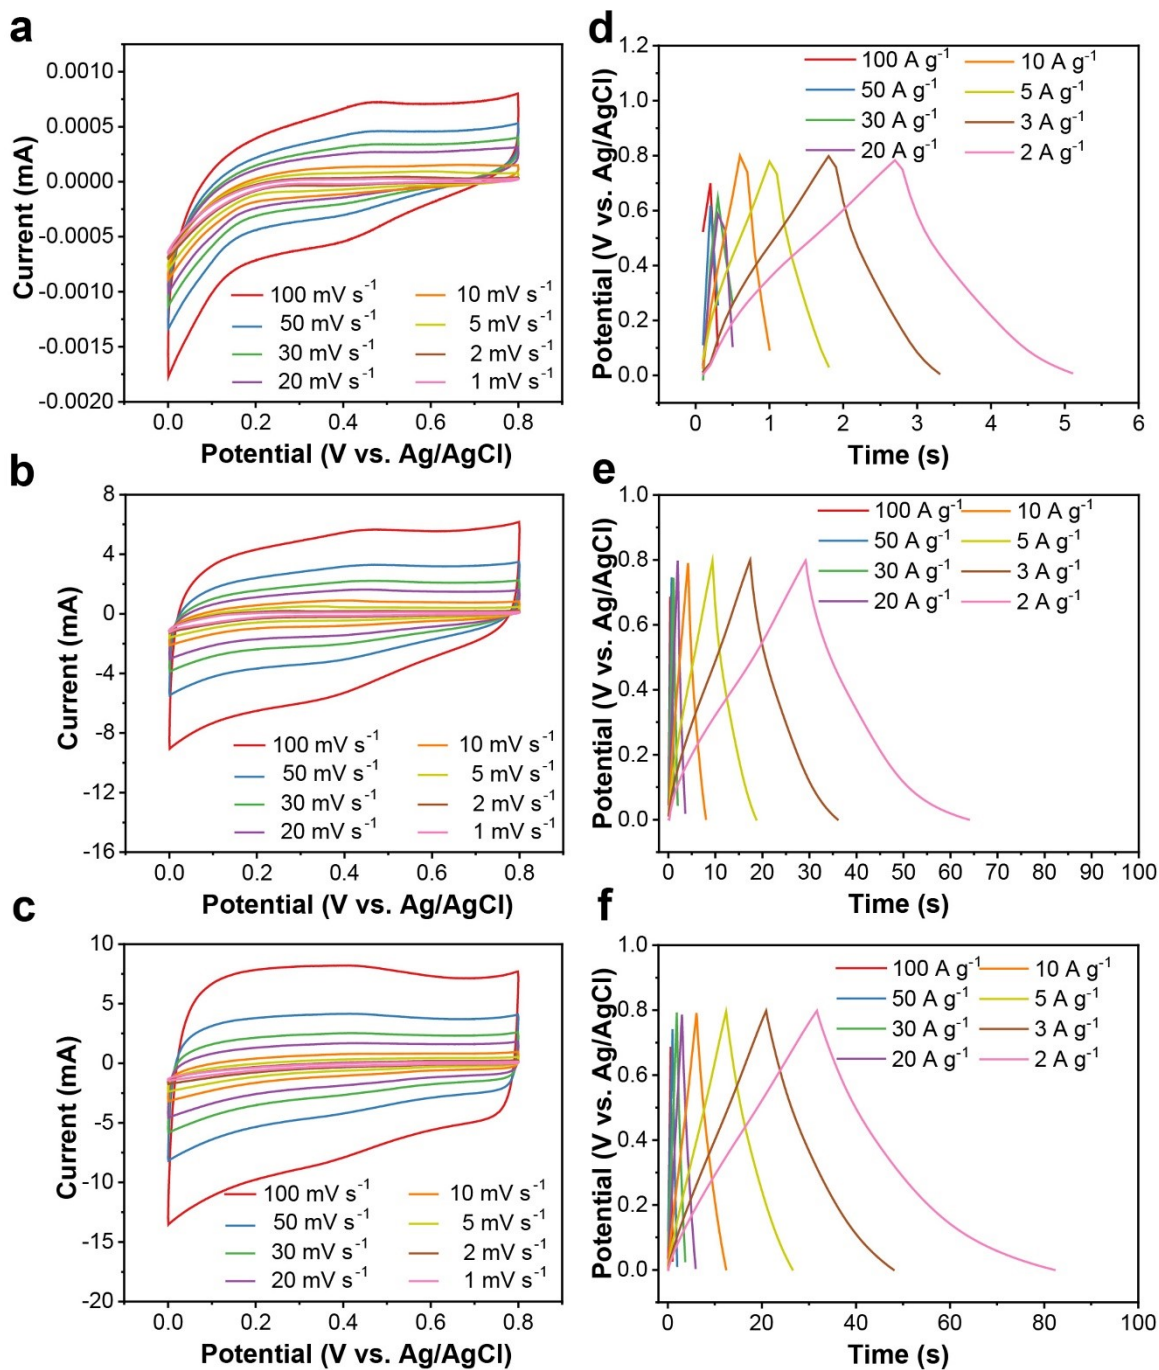 a
0.0010
0.0005
0.0000
-0.0005
-0.0010
-0.0015
-0.0020
Current (mA)
100 mV s⁻¹
50 mV s⁻¹
30 mV s⁻¹
20 mV s⁻¹
10 mV s⁻¹
5 mV s⁻¹
2 mV s⁻¹
1 mV s⁻¹
0.0 0.2 0.4 0.6 0.8
Potential (V vs. Ag/AgCl)
d
1.2
1.0
0.8
0.6
0.4
0.2
0.0
Potential (V vs. Ag/AgCl)
100 A g⁻¹
50 A g⁻¹
30 A g⁻¹
20 A g⁻¹
10 A g⁻¹
5 A g⁻¹
3 A g⁻¹
2 A g⁻¹
0 1 2 3 4 5 6
Time (s)
b
8
4
0
-4
-8
-12
-16
Current (mA)
100 mV s⁻¹
50 mV s⁻¹
30 mV s⁻¹
20 mV s⁻¹
10 mV s⁻¹
5 mV s⁻¹
2 mV s⁻¹
1 mV s⁻¹
0.0 0.2 0.4 0.6 0.8
Potential (V vs. Ag/AgCl)
e
1.0
0.8
0.6
0.4
0.2
0.0
Potential (V vs. Ag/AgCl)
100 A g⁻¹
50 A g⁻¹
30 A g⁻¹
20 A g⁻¹
10 A g⁻¹
5 A g⁻¹
3 A g⁻¹
2 A g⁻¹
0 10 20 30 40 50 60 70 80 90 100
Time (s)
c
10
5
0
-5
-10
-15
-20
Current (mA)
100 mV s⁻¹
50 mV s⁻¹
30 mV s⁻¹
20 mV s⁻¹
10 mV s⁻¹
5 mV s⁻¹
2 mV s⁻¹
1 mV s⁻¹
0.0 0.2 0.4 0.6 0.8
Potential (V vs. Ag/AgCl)
f
1.0
0.8
0.6
0.4
0.2
0.0
Potential (V vs. Ag/AgCl)
100 A g⁻¹
50 A g⁻¹
30 A g⁻¹
20 A g⁻¹
10 A g⁻¹
5 A g⁻¹
3 A g⁻¹
2 A g⁻¹
0 20 40 60 80 100
Time (s)